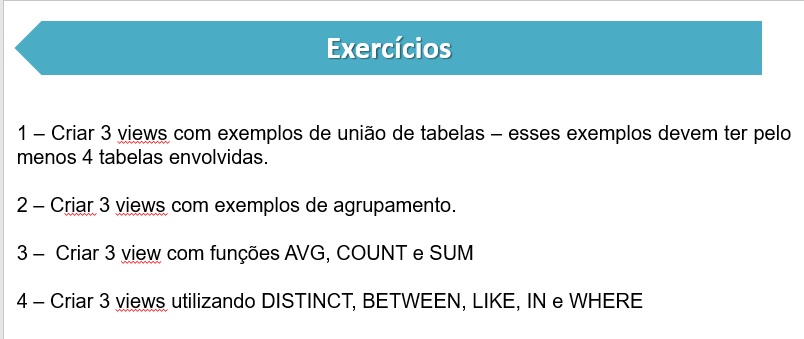 Exercícios
1 – Criar 3 views com exemplos de união de tabelas – esses exemplos devem ter pelo
menos 4 tabelas envolvidas.
2 – Criar 3 views com exemplos de agrupamento.
3 –  Criar 3 view com funções AVG, COUNT e SUM
4 – Criar 3 views utilizando DISTINCT, BETWEEN, LIKE, IN e WHERE